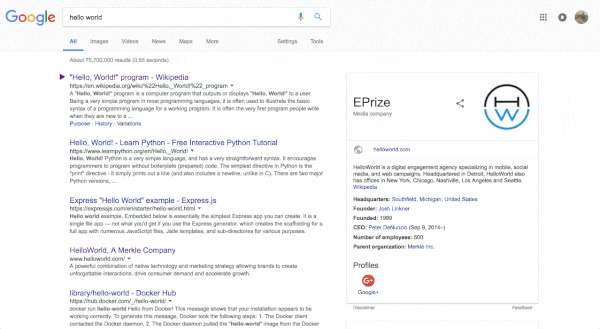 Google
hello world
All Images Videos News Maps More Settings Tools
About 75,700,000 results (0.55 seconds)
"Hello, World!" program - Wikipedia
https://en.wikipedia.org/wiki/%22Hello,_World!%22_program
A "Hello, World!" program is a computer program that outputs or displays "Hello, World!" to a user.
Being a very simple program in most programming languages, it is often used to illustrate the basic
syntax of a programming language for a working program. It is often the very first program people write
when they are new to a ...
Purpose · History · Variations
Hello, World! - Learn Python - Free Interactive Python Tutorial
https://www.learnpython.org/en/Hello,_World!
Hello, World! Python is a very simple language, and has a very straightforward syntax. It encourages
programmers to program without boilerplate (prepared) code. The simplest directive in Python is the
"print" directive - it simply prints out a line (and also includes a newline, unlike in C). There are two major
Python versions, ...
Express "Hello World" example - Express.js
https://expressjs.com/en/starter/hello-world.html
Hello world example. Embedded below is essentially the simplest Express app you can create. It is a
single file app — not what you'd get if you use the Express generator, which creates the scaffolding for a
full app with numerous JavaScript files, Jade templates, and sub-directories for various purposes.
HelloWorld, A Merkle Company
www.helloworld.com/
A powerful combination of native technology and marketing strategy allowing brands to create
unforgettable interactions, drive consumer demand and accelerate growth.
library/hello-world - Docker Hub
https://hub.docker.com/_/hello-world/
docker run hello-world Hello from Docker! This message shows that your installation appears to be
working correctly. To generate this message, Docker took the following steps: 1. The Docker client
contacted the Docker daemon. 2. The Docker daemon pulled the "hello-world" image from the Docker
EPrize
Media company
HW
helloworld.com
HelloWorld is a digital engagement agency specializing in mobile, social,
media, and web campaigns. Headquartered in Detroit, HelloWorld also
has offices in New York, Chicago, Nashville, Los Angeles and Seattle.
Wikipedia
Headquarters: Southfield, Michigan, United States
Founder: Josh Linkner
Founded: 1999
CEO: Peter DeNunzio (Sep 9, 2014–)
Number of employees: 500
Parent organization: Merkle Inc.
Profiles
G+
Google+
Disclaimer Feedback